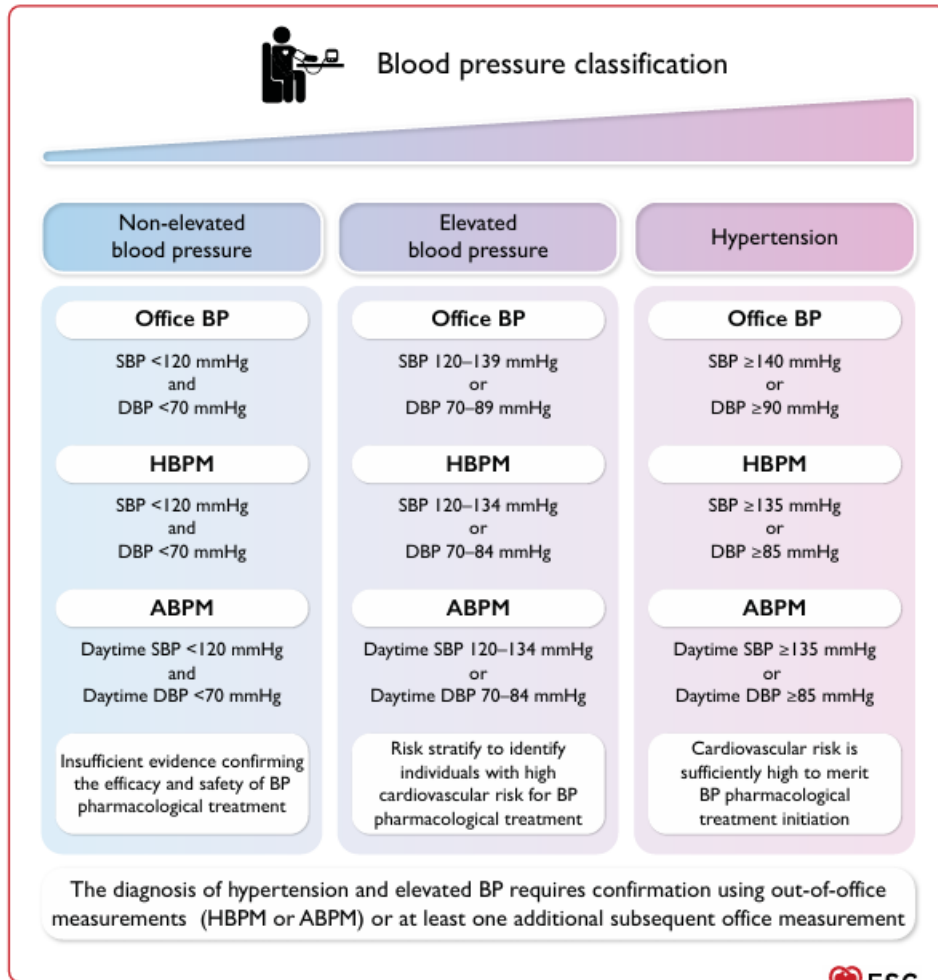 Blood pressure classification
Non-elevated
blood pressure
Elevated
blood pressure
Hypertension
Office BP
SBP <120 mmHg
and
DBP <70 mmHg
HBPM
SBP <120 mmHg
and
DBP <70 mmHg
ABPM
Daytime SBP <120 mmHg
and
Daytime DBP <70 mmHg
Insufficient evidence confirming
the efficacy and safety of BP
pharmacological treatment
Office BP
SBP 120–139 mmHg
or
DBP 70–89 mmHg
HBPM
SBP 120–134 mmHg
or
DBP 70–84 mmHg
ABPM
Daytime SBP 120–134 mmHg
or
Daytime DBP 70–84 mmHg
Risk stratify to identify
individuals with high
cardiovascular risk for BP
pharmacological treatment
Office BP
SBP ≥140 mmHg
or
DBP ≥90 mmHg
HBPM
SBP ≥135 mmHg
or
DBP ≥85 mmHg
ABPM
Daytime SBP ≥135 mmHg
or
Daytime DBP ≥85 mmHg
Cardiovascular risk is
sufficiently high to merit
BP pharmacological
treatment initiation
The diagnosis of hypertension and elevated BP requires confirmation using out-of-office
measurements (HBPM or ABPM) or at least one additional subsequent office measurement
ESC